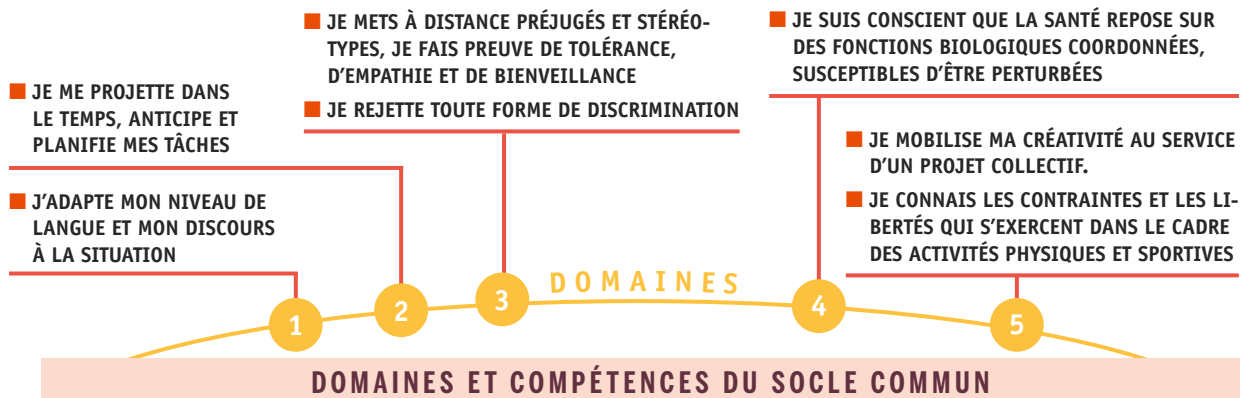 ■ JE ME PROJETTE DANS
LE TEMPS, ANTICIPE ET
PLANIFIE MES TÂCHES
■ J'ADAPTE MON NIVEAU DE
LANGUE ET MON DISCOURS
À LA SITUATION
■ JE METS À DISTANCE PRÉJUGÉS ET STÉRÉO-
TYPES, JE FAIS PREUVE DE TOLÉRANCE,
D'EMPATHIE ET DE BIENVEILLANCE
■ JE REJETTE TOUTE FORME DE DISCRIMINATION
■ JE SUIS CONSCIENT QUE LA SANTÉ REPOSE SUR
DES FONCTIONS BIOLOGIQUES COORDONNÉES,
SUSCEPTIBLES D'ÊTRE PERTURBÉES
■ JE MOBILISE MA CRÉATIVITÉ AU SERVICE
D'UN PROJET COLLECTIF.
■ JE CONNAIS LES CONTRAINTES ET LES LI-
BERTÉS QUI S'EXERCENT DANS LE CADRE
DES ACTIVITÉS PHYSIQUES ET SPORTIVES
DOMAINES
1
2
3
4
5
DOMAINES ET COMPÉTENCES DU SOCLE COMMUN